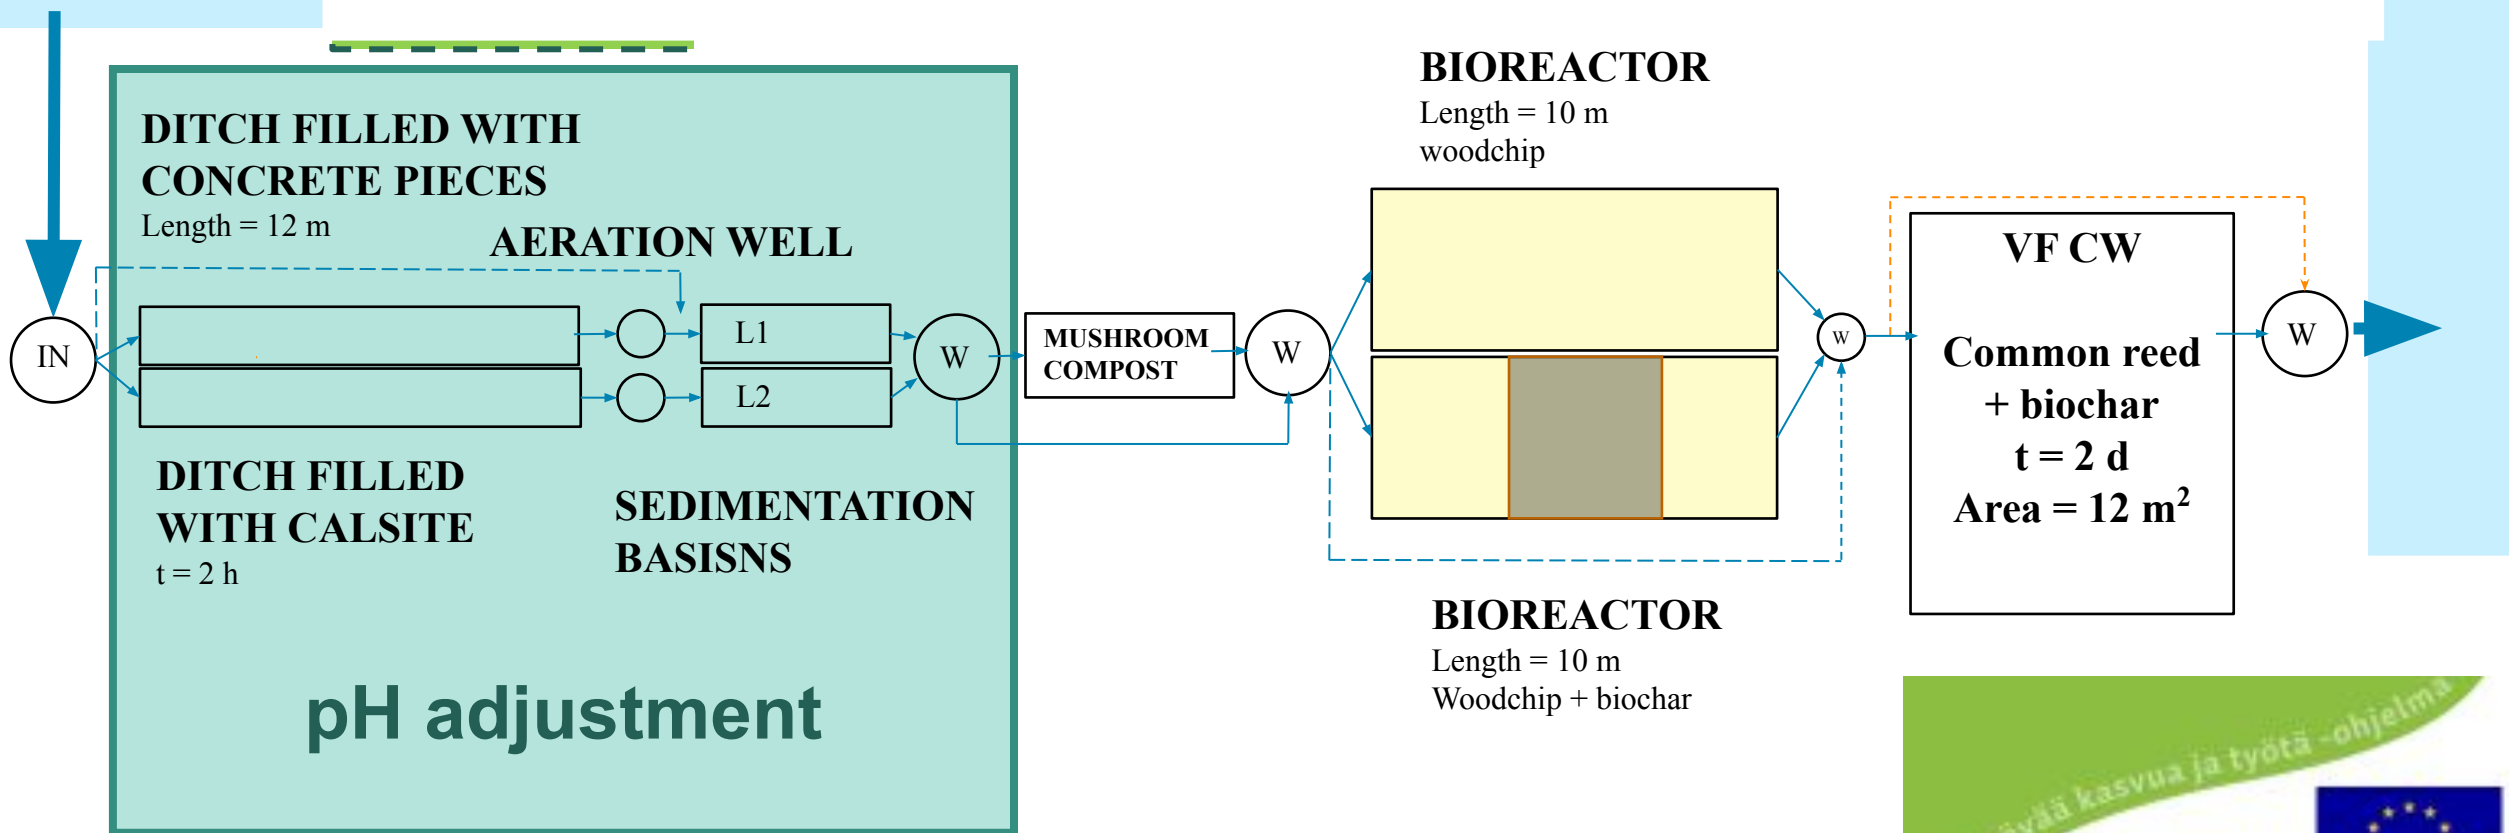 DITCH FILLED WITH
CONCRETE PIECES
Length = 12 m
AERATION WELL
IN
L1
L2
W
DITCH FILLED
WITH CALSITE
t = 2 h
SEDIMENTATION
BASISNS
pH adjustment
MUSHROOM
COMPOST
W
BIOREACTOR
Length = 10 m
woodchip
BIOREACTOR
Length = 10 m
Woodchip + biochar
W
VF CW
Common reed
+ biochar
t = 2 d
Area = 12 m²
W
kasvua ja työtä -ohjelma